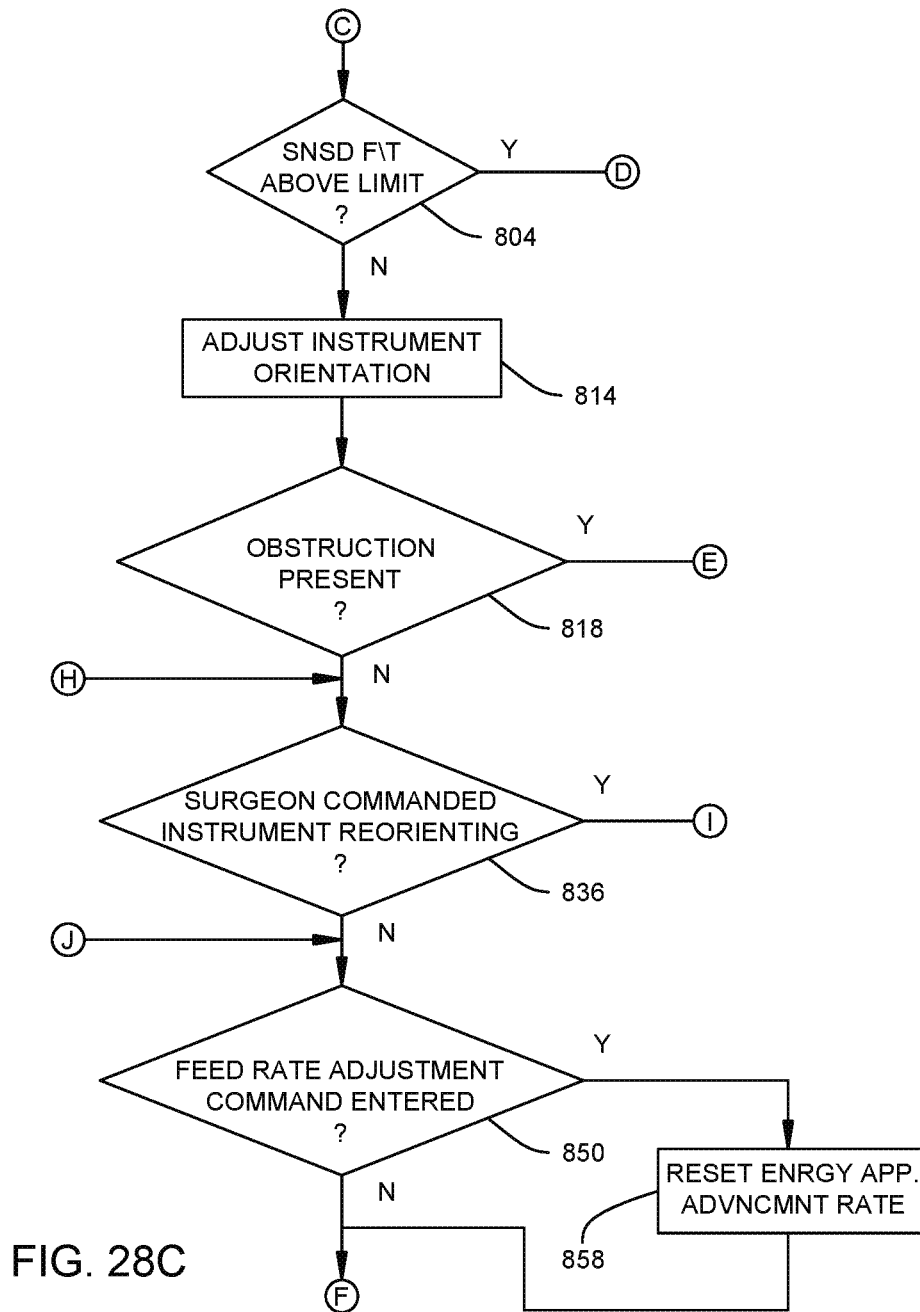 C
SNSD F\T
ABOVE LIMIT
?
Y
D
804
N
ADJUST INSTRUMENT
ORIENTATION
814
OBSTRUCTION
PRESENT
?
Y
E
818
H
N
SURGEON COMMANDED
INSTRUMENT REORIENTING
?
Y
I
836
J
N
FEED RATE ADJUSTMENT
COMMAND ENTERED
?
Y
850
N
RESET ENRGY APP.
ADVNCMNT RATE
858
FIG. 28C
F